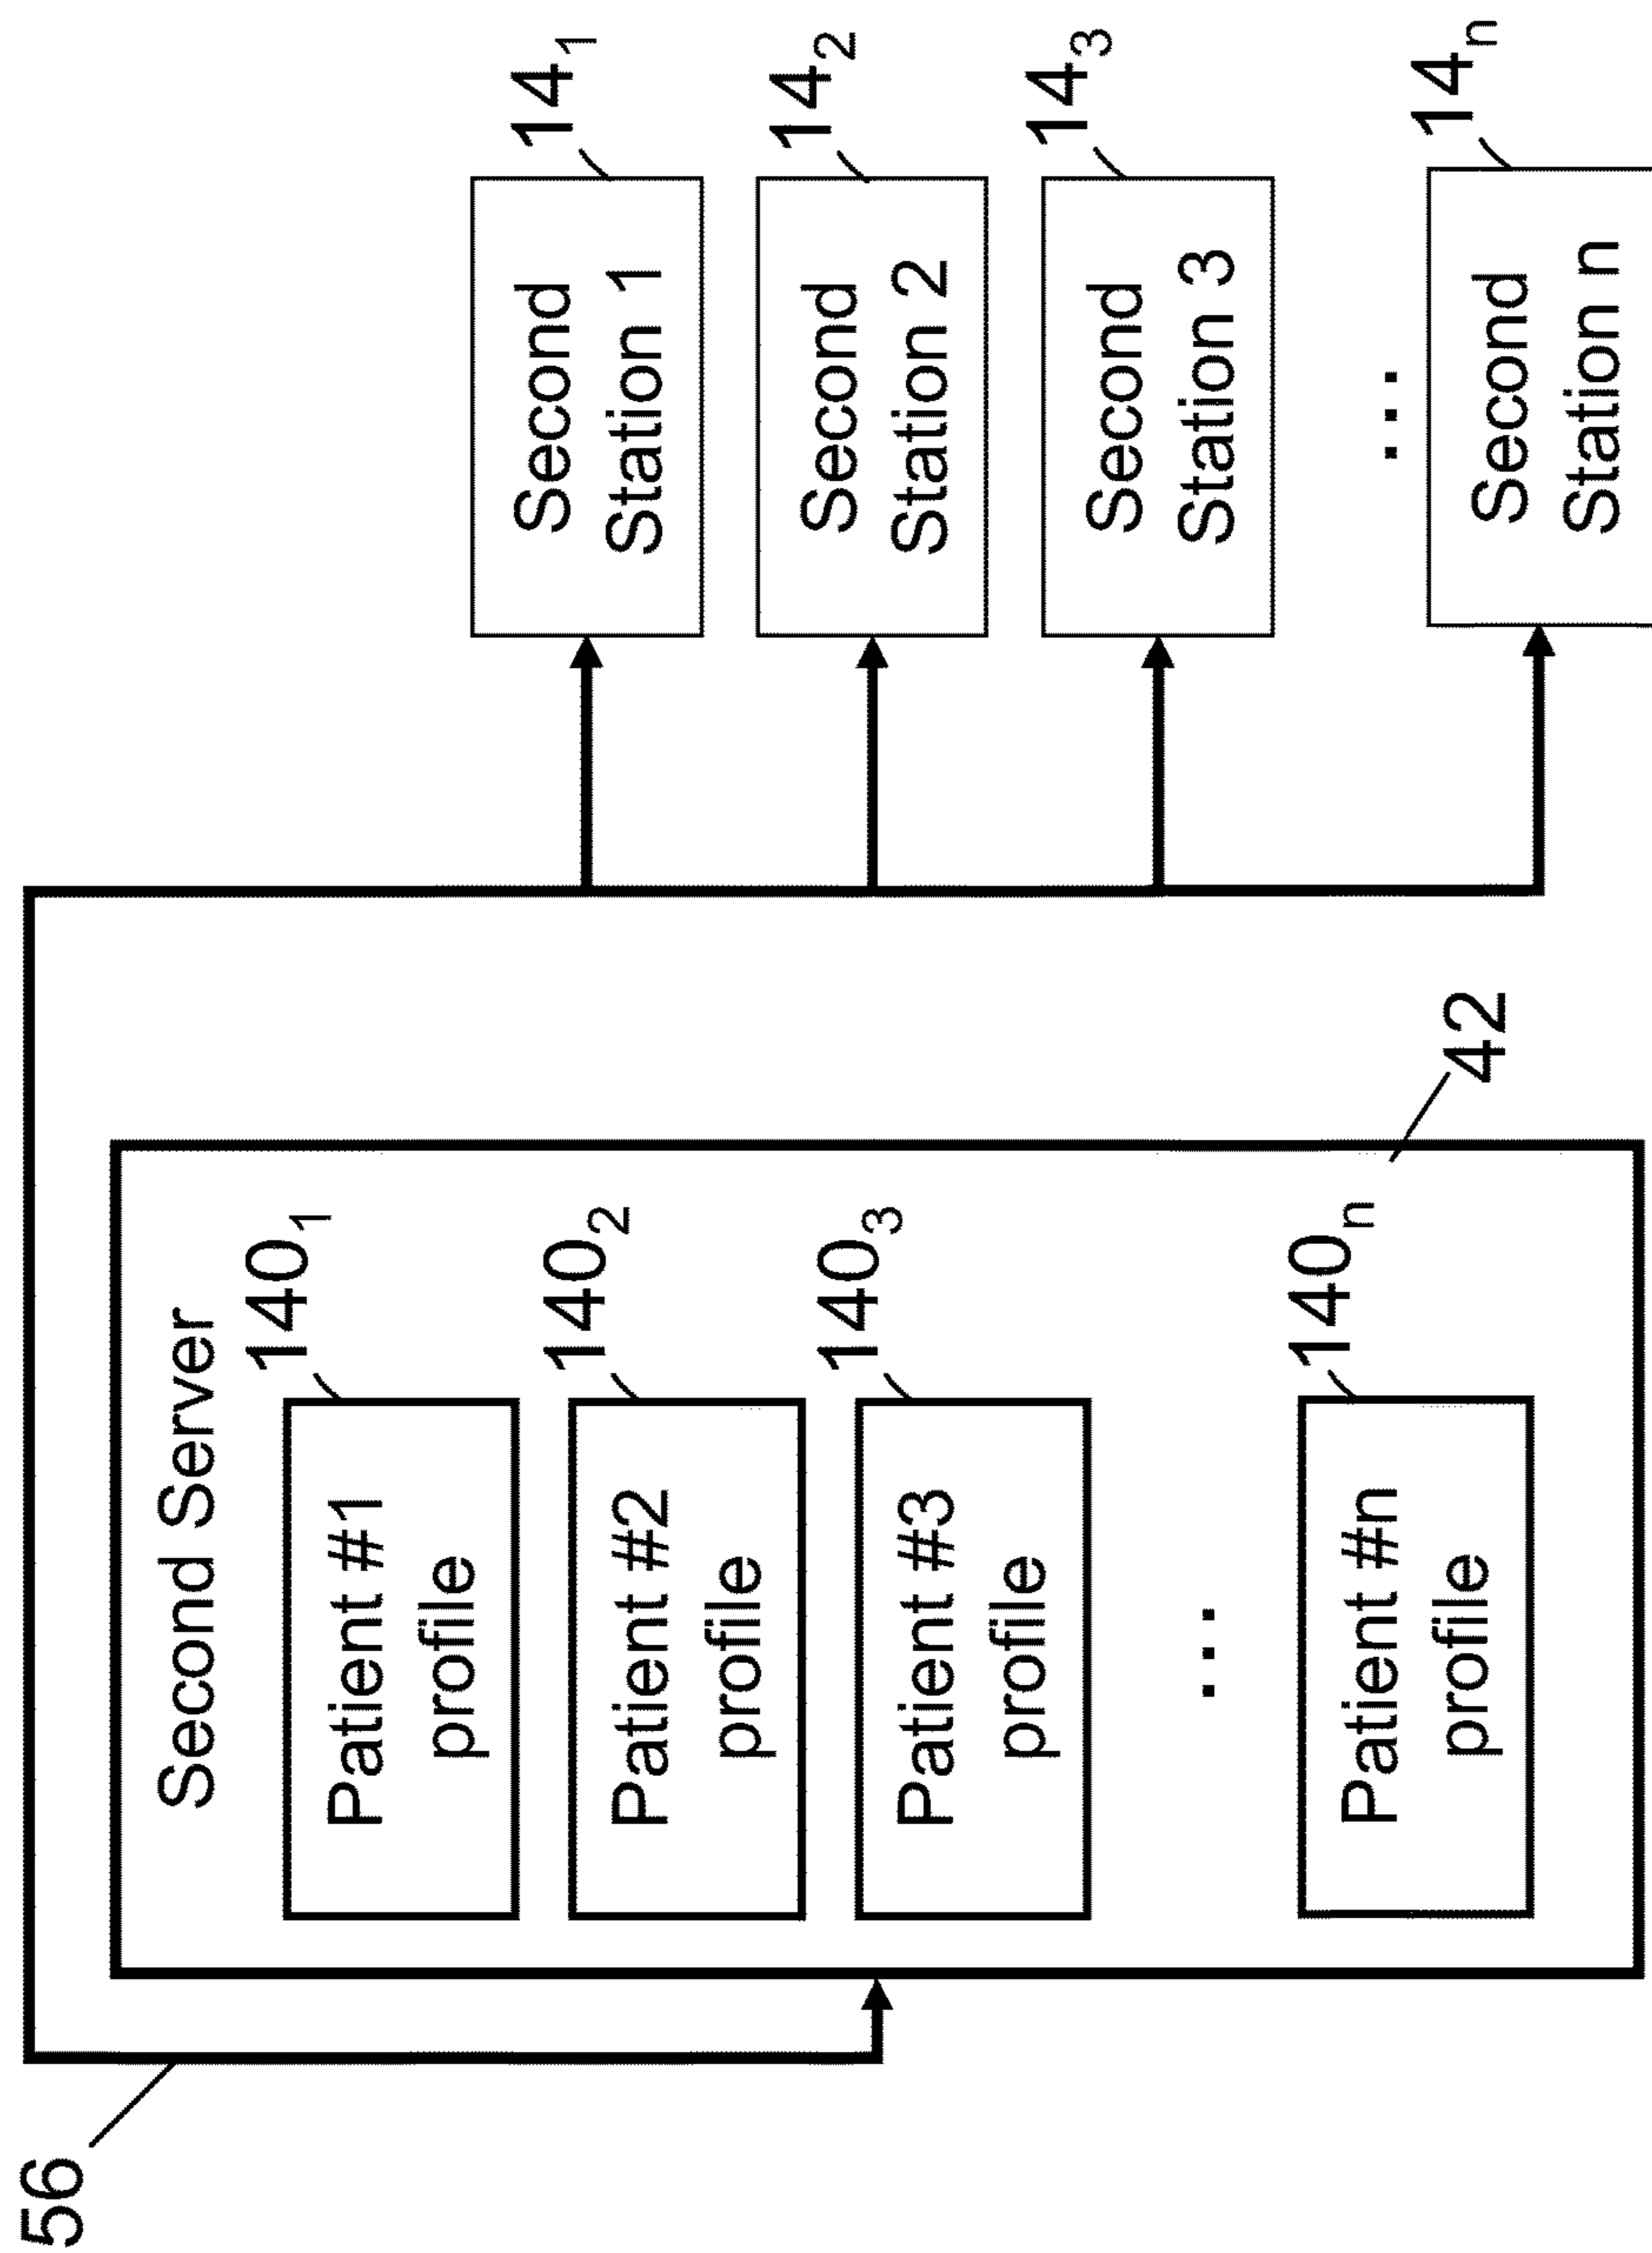 56
Second Server
140₁
Patient #1
profile
140₂
Patient #2
profile
140₃
Patient #3
profile
...
140ₙ
Patient #n
profile
42
14₁
Second
Station 1
14₂
Second
Station 2
14₃
Second
Station 3
...
14ₙ
Second
Station n